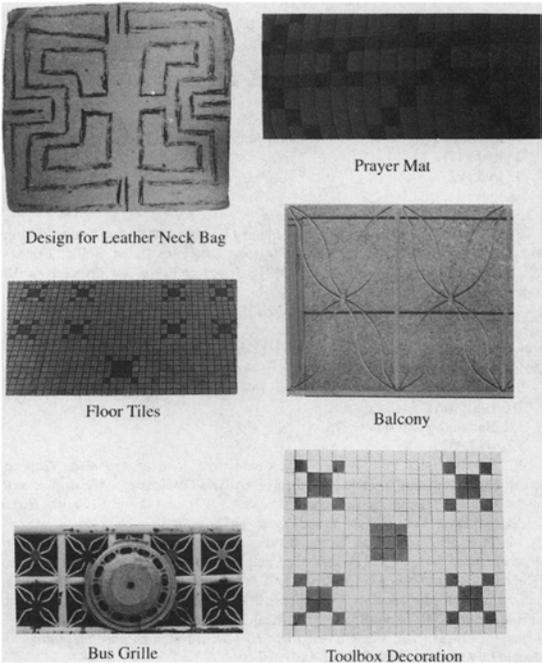 Prayer Mat
Design for Leather Neck Bag
Floor Tiles
Balcony
Bus Grille
Toolbox Decoration